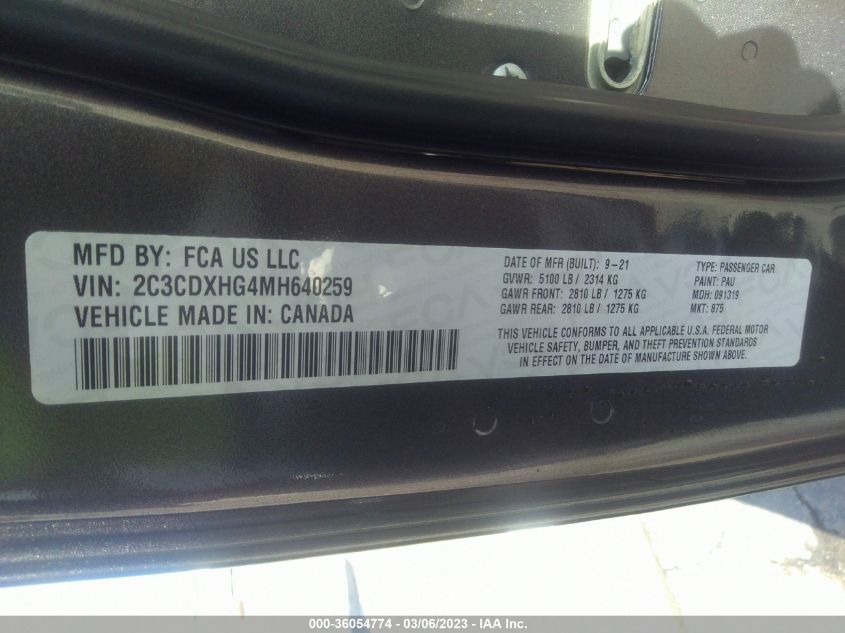 MFD BY: FCA US LLC
VIN: 2C3CDXHG4MH640259
VEHICLE MADE IN: CANADA
DATE OF MFR (BUILT): 9-21
GVWR: 5100 LB / 2314 KG
GAWR FRONT: 2810 LB / 1275 KG
GAWR REAR: 2810 LB / 1275 KG
TYPE: PASSENGER CAR
PAINT: PAU
MDH: 091319
MKT: 875
THIS VEHICLE CONFORMS TO ALL APPLICABLE U.S.A. FEDERAL MOTOR
VEHICLE SAFETY, BUMPER, AND THEFT PREVENTION STANDARDS
IN EFFECT ON THE DATE OF MANUFACTURE SHOWN ABOVE.
000-36054774 — 03/06/2023 — IAA Inc.